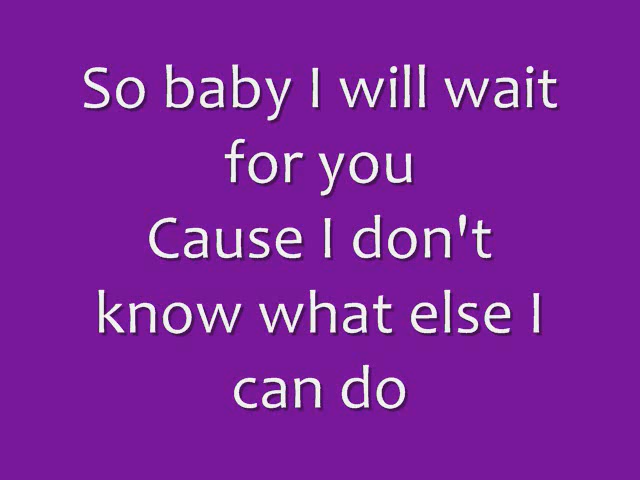 So baby I will wait
for you
Cause I don't
know what else I
can do